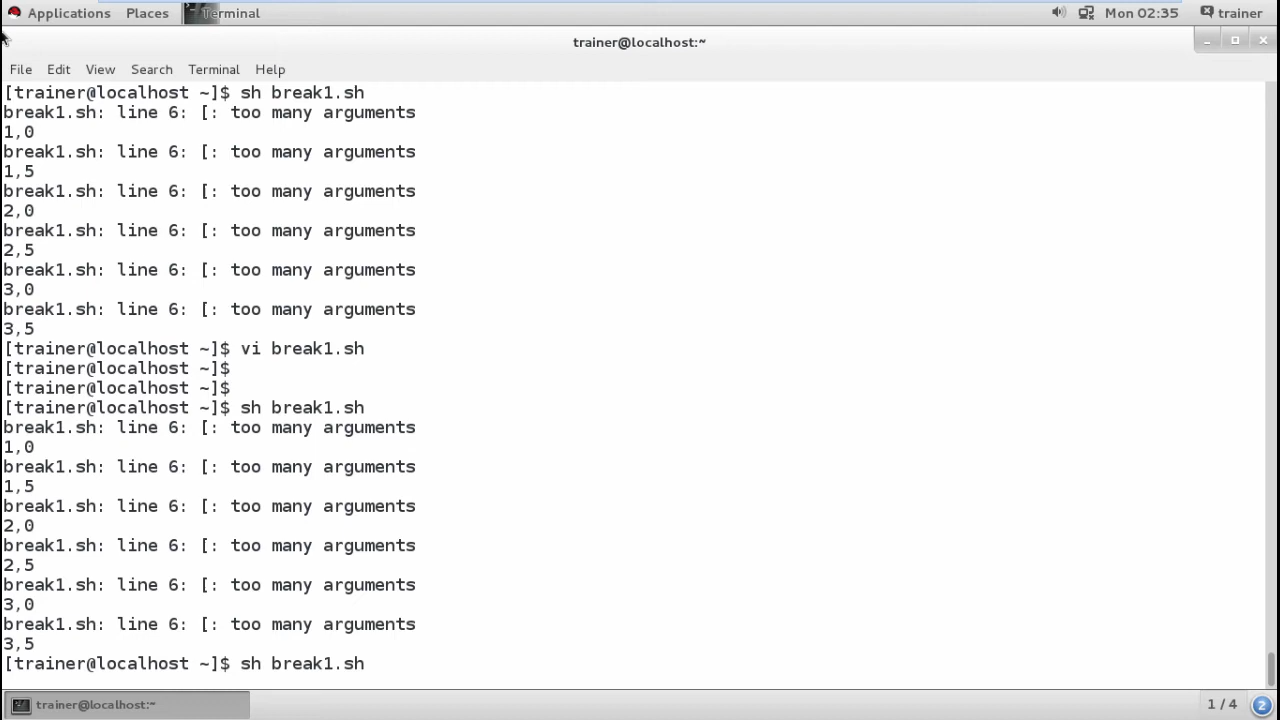 Applications Places Terminal Mon 02:35 trainer
trainer@localhost:~
File Edit View Search Terminal Help
[trainer@localhost ~]$ sh break1.sh
break1.sh: line 6: [: too many arguments
1,0
break1.sh: line 6: [: too many arguments
1,5
break1.sh: line 6: [: too many arguments
2,0
break1.sh: line 6: [: too many arguments
2,5
break1.sh: line 6: [: too many arguments
3,0
break1.sh: line 6: [: too many arguments
3,5
[trainer@localhost ~]$ vi break1.sh
[trainer@localhost ~]$
[trainer@localhost ~]$
[trainer@localhost ~]$ sh break1.sh
break1.sh: line 6: [: too many arguments
1,0
break1.sh: line 6: [: too many arguments
1,5
break1.sh: line 6: [: too many arguments
2,0
break1.sh: line 6: [: too many arguments
2,5
break1.sh: line 6: [: too many arguments
3,0
break1.sh: line 6: [: too many arguments
3,5
[trainer@localhost ~]$ sh break1.sh
trainer@localhost:~ 1 / 4 2